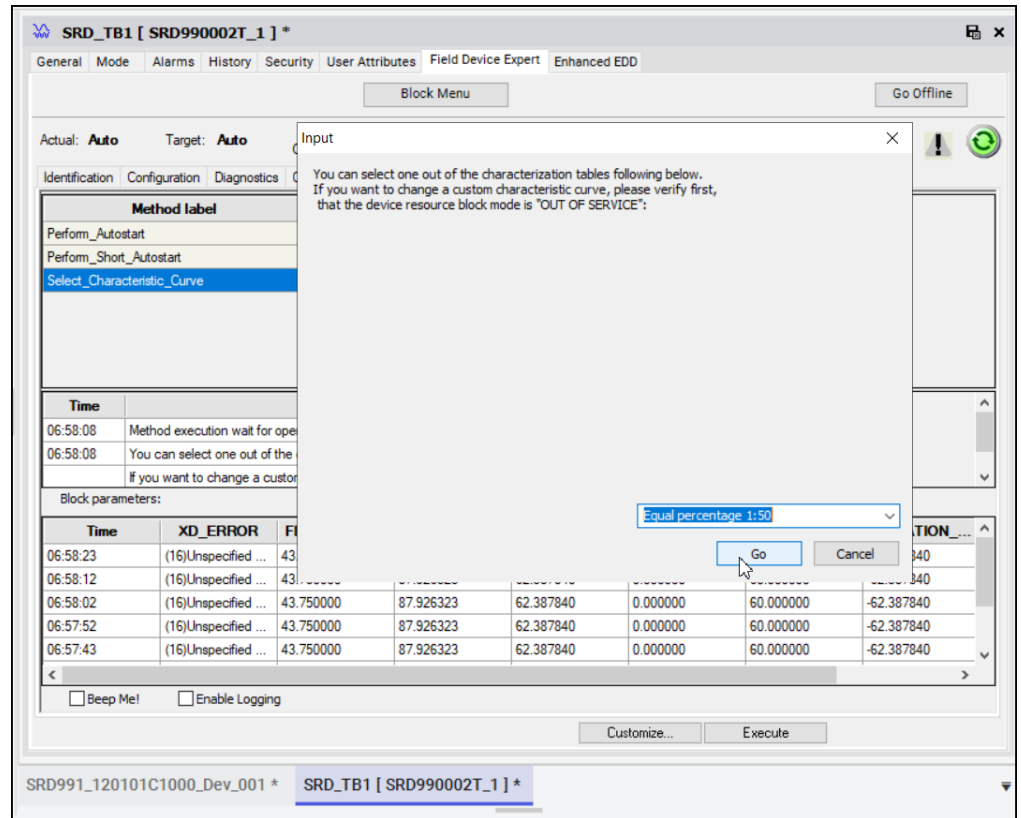 SRD_TB1 [ SRD990002T_1 ] *
General Mode Alarms History Security User Attributes Field Device Expert Enhanced EDD
Block Menu Go Offline
Actual: Auto Target: Auto
Input
Identification Configuration Diagnostics
You can select one out of the characterization tables following below.
If you want to change a custom characteristic curve, please verify first,
that the device resource block mode is "OUT OF SERVICE":
Method label
Perform_Autostart
Perform_Short_Autostart
Select_Characteristic_Curve
Time
06:58:08 Method execution wait for
06:58:08 You can select one out of the
If you want to change a
Block parameters:
Equal percentage 1:50
Go Cancel
Time XD_ERROR
06:58:23 (16)Unspecified ...
06:58:12 (16)Unspecified ...
06:58:02 (16)Unspecified ... 43.750000 87.926323 62.387840 0.000000 60.000000 -62.387840
06:57:52 (16)Unspecified ... 43.750000 87.926323 62.387840 0.000000 60.000000 -62.387840
06:57:43 (16)Unspecified ... 43.750000 87.926323 62.387840 0.000000 60.000000 -62.387840
Beep Me! Enable Logging
Customize... Execute
SRD991_120101C1000_Dev_001 * SRD_TB1 [ SRD990002T_1 ] *